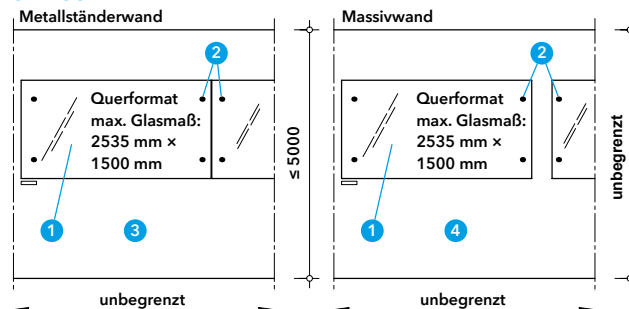 Metallständerwand
2
Querformat
max. Glasmaß:
2535 mm ×
1500 mm
1
3
≤ 5000
unbegrenzt
Massivwand
2
Querformat
max. Glasmaß:
2535 mm ×
1500 mm
1
4
unbegrenzt
unbegrenzt